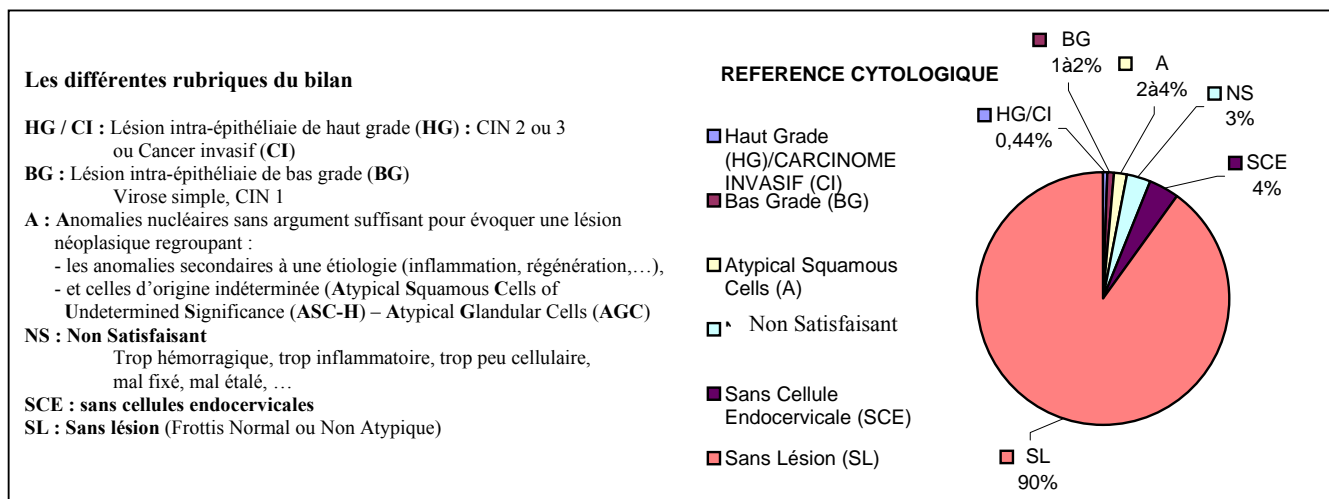 Les différentes rubriques du bilan
HG / CI : Lésion intra-épithéliaie de haut grade (HG) : CIN 2 ou 3
ou Cancer invasif (CI)
BG : Lésion intra-épithéliaie de bas grade (BG)
Virose simple, CIN 1
A : Anomalies nucléaires sans argument suffisant pour évoquer une lésion
néoplasique regroupant :
- les anomalies secondaires à une étiologie (inflammation, régénération,…),
- et celles d’origine indéterminée (Atypical Squamous Cells of
Undetermined Significance (ASC-H) – Atypical Glandular Cells (AGC)
NS : Non Satisfaisant
Trop hémorragique, trop inflammatoire, trop peu cellulaire,
mal fixé, mal étalé, …
SCE : sans cellules endocervicales
SL : Sans lésion (Frottis Normal ou Non Atypique)
REFERENCE CYTOLOGIQUE
Haut Grade
(HG)/CARCINOME
INVASIF (CI)
Bas Grade (BG)
Atypical Squamous
Cells (A)
Non Satisfaisant
Sans Cellule
Endocervicale (SCE)
Sans Lésion (SL)
BG
1à2%
A
2à4%
HG/CI
0,44%
NS
3%
SCE
4%
SL
90%